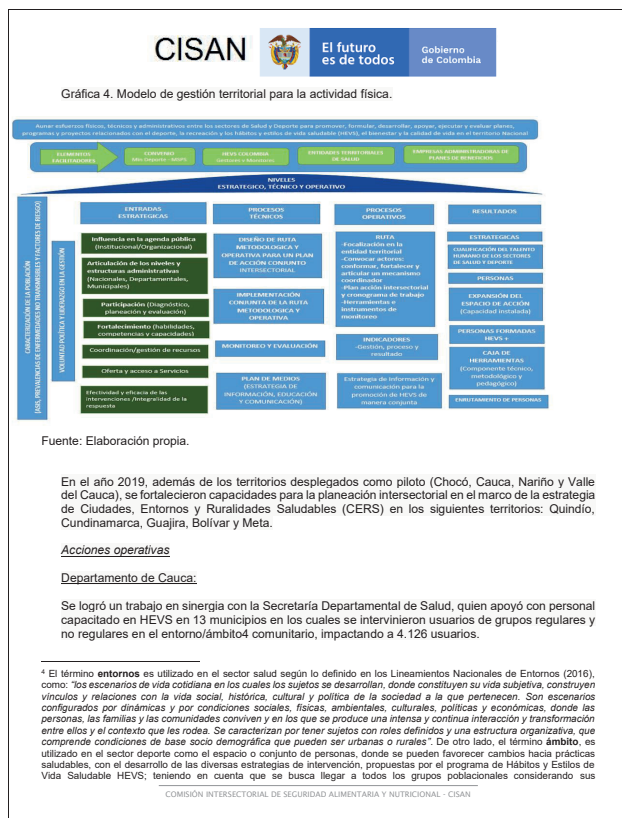 CISAN
El futuro
es de todos
Gobierno
de Colombia
Gráfica 4. Modelo de gestión territorial para la actividad física.
Aunar esfuerzos físicos, técnicos y administrativos entre los sectores de Salud y Deporte para promover, formular, desarrollar, apoyar, ejecutar y evaluar planes,
programas y proyectos relacionados con el deporte, la recreación y los hábitos y estilos de vida saludable (HEVS), el bienestar y la calidad de vida en el territorio Nacional
ELEMENTOS
FACILITADORES
CONVENIO
HEVS COLOMBIA
Gestores y Monitores
ENTIDADES TERRITORIALES
DE SALUD
EMPRESAS ADMINISTRADORAS DE
PLANES DE BENEFICIOS
NIVELES
ESTRATEGICO, TÉCNICO Y OPERATIVO
CARACTERIZACIÓN DE LA POBLACIÓN
(ASIS, PREVALENCIAS DE ENFERMEDADES NO TRANSMISIBLES Y FACTORES DE RIESGO)
VOLUNTAD POLÍTICA Y LIDERAZGO EN LA GESTIÓN
ENTRADAS
ESTRATEGICAS
Influencia en la agenda pública
(Institucional/Organizacional)
Articulación de los niveles y
estructuras administrativas
(Nacionales, Departamentales,
Municipales)
Participación (Diagnóstico,
planeación y evaluación)
Fortalecimiento (habilidades,
competencias y capacidades)
Coordinación/gestión de recursos
Oferta y acceso a Servicios
Efectividad y eficacia de las
intervenciones /Integralidad de la
respuesta
PROCESOS
TÉCNICOS
DISEÑO DE RUTA
METODOLOGICA Y
OPERATIVA PARA UN PLAN
DE ACCIÓN CONJUNTO
INTERSECTORIAL
IMPLEMENTACIÓN
CONJUNTA DE LA RUTA
METODOLOGICA Y
OPERATIVA
MONITOREO Y EVALUACIÓN
PLAN DE MEDIOS
(ESTRATEGIA DE
INFORMACIÓN, EDUCACIÓN
Y COMUNICACIÓN)
PROCESOS
OPERATIVOS
RUTA
-Focalización en la
entidad territorial
-Convocar actores:
conformar, fortalecer y
articular un mecanismo
coordinador
-Plan acción intersectorial
y cronograma de trabajo
-Herramientas e
instrumentos de
monitoreo
INDICADORES
-Gestión, proceso y
resultado
Estrategia de información y
comunicación para la
promoción de HEVS de
manera conjunta
RESULTADOS
ESTRATEGICAS
CUALIFICACIÓN DEL TALENTO
HUMANO DE LOS SECTORES
DE SALUD Y DEPORTE
PERSONAS
EXPANSIÓN DEL
ESPACIO DE ACCIÓN
(Capacidad instalada)
PERSONAS FORMADAS
HEVS +
CAJA DE
HERRAMIENTAS
(Componente técnico,
metodológico y
pedagógico)
ENRUTAMIENTO DE PERSONAS
Fuente: Elaboración propia.
En el año 2019, además de los territorios desplegados como piloto (Chocó, Cauca, Nariño y Valle
del Cauca), se fortalecieron capacidades para la planeación intersectorial en el marco de la estrategia
de Ciudades, Entornos y Ruralidades Saludables (CERS) en los siguientes territorios: Quindío,
Cundinamarca, Guajira, Bolívar y Meta.
Acciones operativas
Departamento de Cauca:
Se logró un trabajo en sinergia con la Secretaría Departamental de Salud, quien apoyó con personal
capacitado en HEVS en 13 municipios en los cuales se intervinieron usuarios de grupos regulares y
no regulares en el entorno/ámbito4 comunitario, impactando a 4.126 usuarios.
4 El término entornos es utilizado en el sector salud según lo definido en los Lineamientos Nacionales de Entornos (2016),
como: "los escenarios de vida cotidiana en los cuales los sujetos se desarrollan, donde constituyen su vida subjetiva, construyen
vínculos y relaciones con la vida social, histórica, cultural y política de la sociedad a la que pertenecen. Son escenarios
configurados por dinámicas y por condiciones sociales, físicas, ambientales, culturales, políticas y económicas, donde las
personas, las familias y las comunidades conviven y en los que se produce una intensa y continua interacción y transformación
entre ellos y el contexto que les rodea. Se caracterizan por tener sujetos con roles definidos y una estructura organizativa, que
comprende condiciones de base socio demográfica que pueden ser urbanas o rurales". De otro lado, el término ámbito, es
utilizado en el sector deporte como el espacio o conjunto de personas, donde se pueden favorecer cambios hacia prácticas
saludables, con el desarrollo de las diversas estrategias de intervención, propuestas por el programa de Hábitos y Estilos de
Vida Saludable HEVS; teniendo en cuenta que se busca llegar a todos los grupos poblacionales considerando sus
COMISIÓN INTERSECTORIAL DE SEGURIDAD ALIMENTARIA Y NUTRICIONAL - CISAN